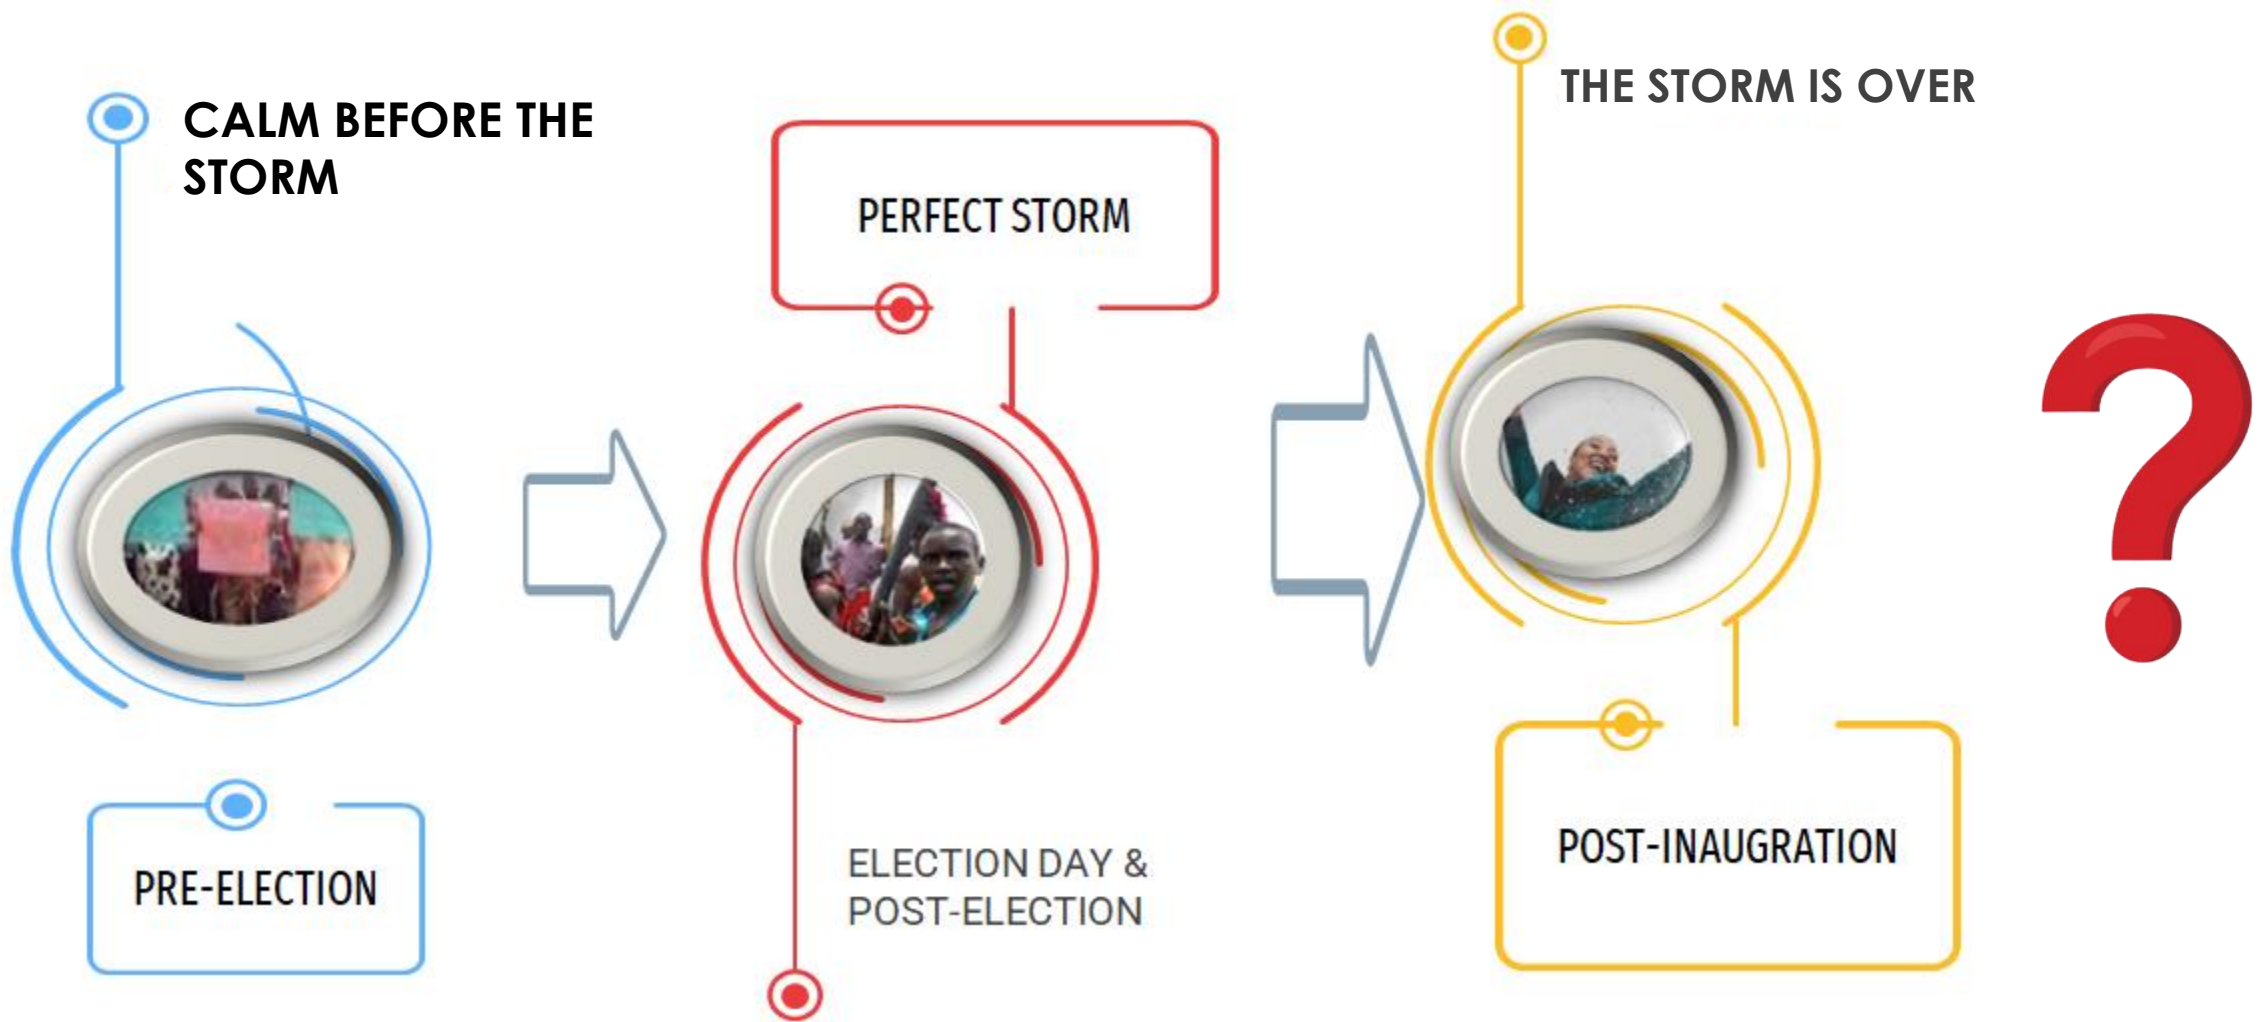 CALM BEFORE THE
STORM
PRE-ELECTION
PERFECT STORM
ELECTION DAY &
POST-ELECTION
THE STORM IS OVER
POST-INAUGRATION
?